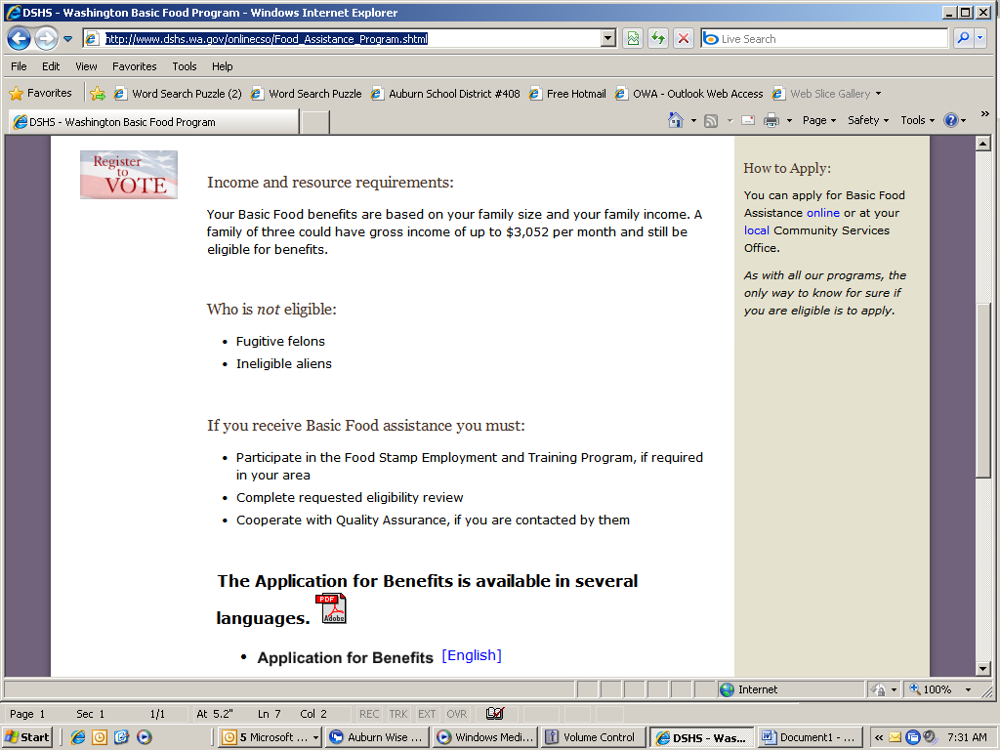 DSHS - Washington Basic Food Program - Windows Internet Explorer
http://www.dshs.wa.gov/onlinecso/Food_Assistance_Program.shtml
Live Search
File Edit View Favorites Tools Help
Favorites Word Search Puzzle (2) Word Search Puzzle Auburn School District #408 Free Hotmail OWA - Outlook Web Access Web Slice Gallery
DSHS - Washington Basic Food Program
Page Safety Tools »
Register
to
VOTE
Income and resource requirements:
Your Basic Food benefits are based on your family size and your family income. A
family of three could have gross income of up to $3,052 per month and still be
eligible for benefits.
Who is not eligible:
• Fugitive felons
• Ineligible aliens
If you receive Basic Food assistance you must:
• Participate in the Food Stamp Employment and Training Program, if required
in your area
• Complete requested eligibility review
• Cooperate with Quality Assurance, if you are contacted by them
The Application for Benefits is available in several
languages. PDF Adobe
• Application for Benefits [English]
How to Apply:
You can apply for Basic Food
Assistance online or at your
local Community Services
Office.
As with all our programs, the
only way to know for sure if
you are eligible is to apply.
Internet 100%
Page 1 Sec 1 1/1 At 5.2" Ln 7 Col 2 REC TRK EXT OVR
Start 5 Microsoft ... Auburn Wise ... Windows Medi... Volume Control DSHS - Was... Document1 - ... « 7:31 AM